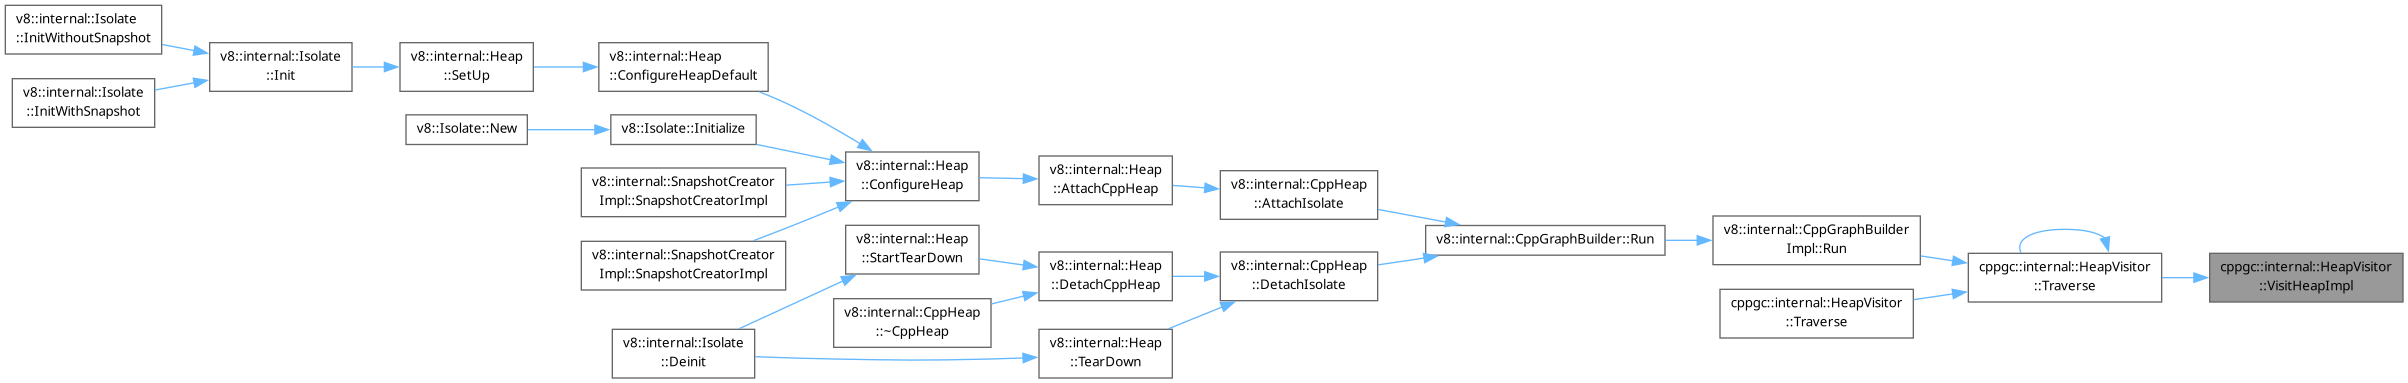 v8::internal::Isolate
::InitWithoutSnapshot
v8::internal::Isolate
::InitWithSnapshot
v8::internal::Isolate
::Init
v8::internal::Heap
::SetUp
v8::internal::Heap
::ConfigureHeapDefault
v8::Isolate::New
v8::Isolate::Initialize
v8::internal::SnapshotCreator
Impl::SnapshotCreatorImpl
v8::internal::SnapshotCreator
Impl::SnapshotCreatorImpl
v8::internal::Heap
::ConfigureHeap
v8::internal::Heap
::StartTearDown
v8::internal::CppHeap
::~CppHeap
v8::internal::Isolate
::Deinit
v8::internal::Heap
::AttachCppHeap
v8::internal::Heap
::DetachCppHeap
v8::internal::Heap
::TearDown
v8::internal::CppHeap
::AttachIsolate
v8::internal::CppHeap
::DetachIsolate
v8::internal::CppGraphBuilder::Run
v8::internal::CppGraphBuilder
Impl::Run
cppgc::internal::HeapVisitor
::Traverse
cppgc::internal::HeapVisitor
::Traverse
cppgc::internal::HeapVisitor
::VisitHeapImpl